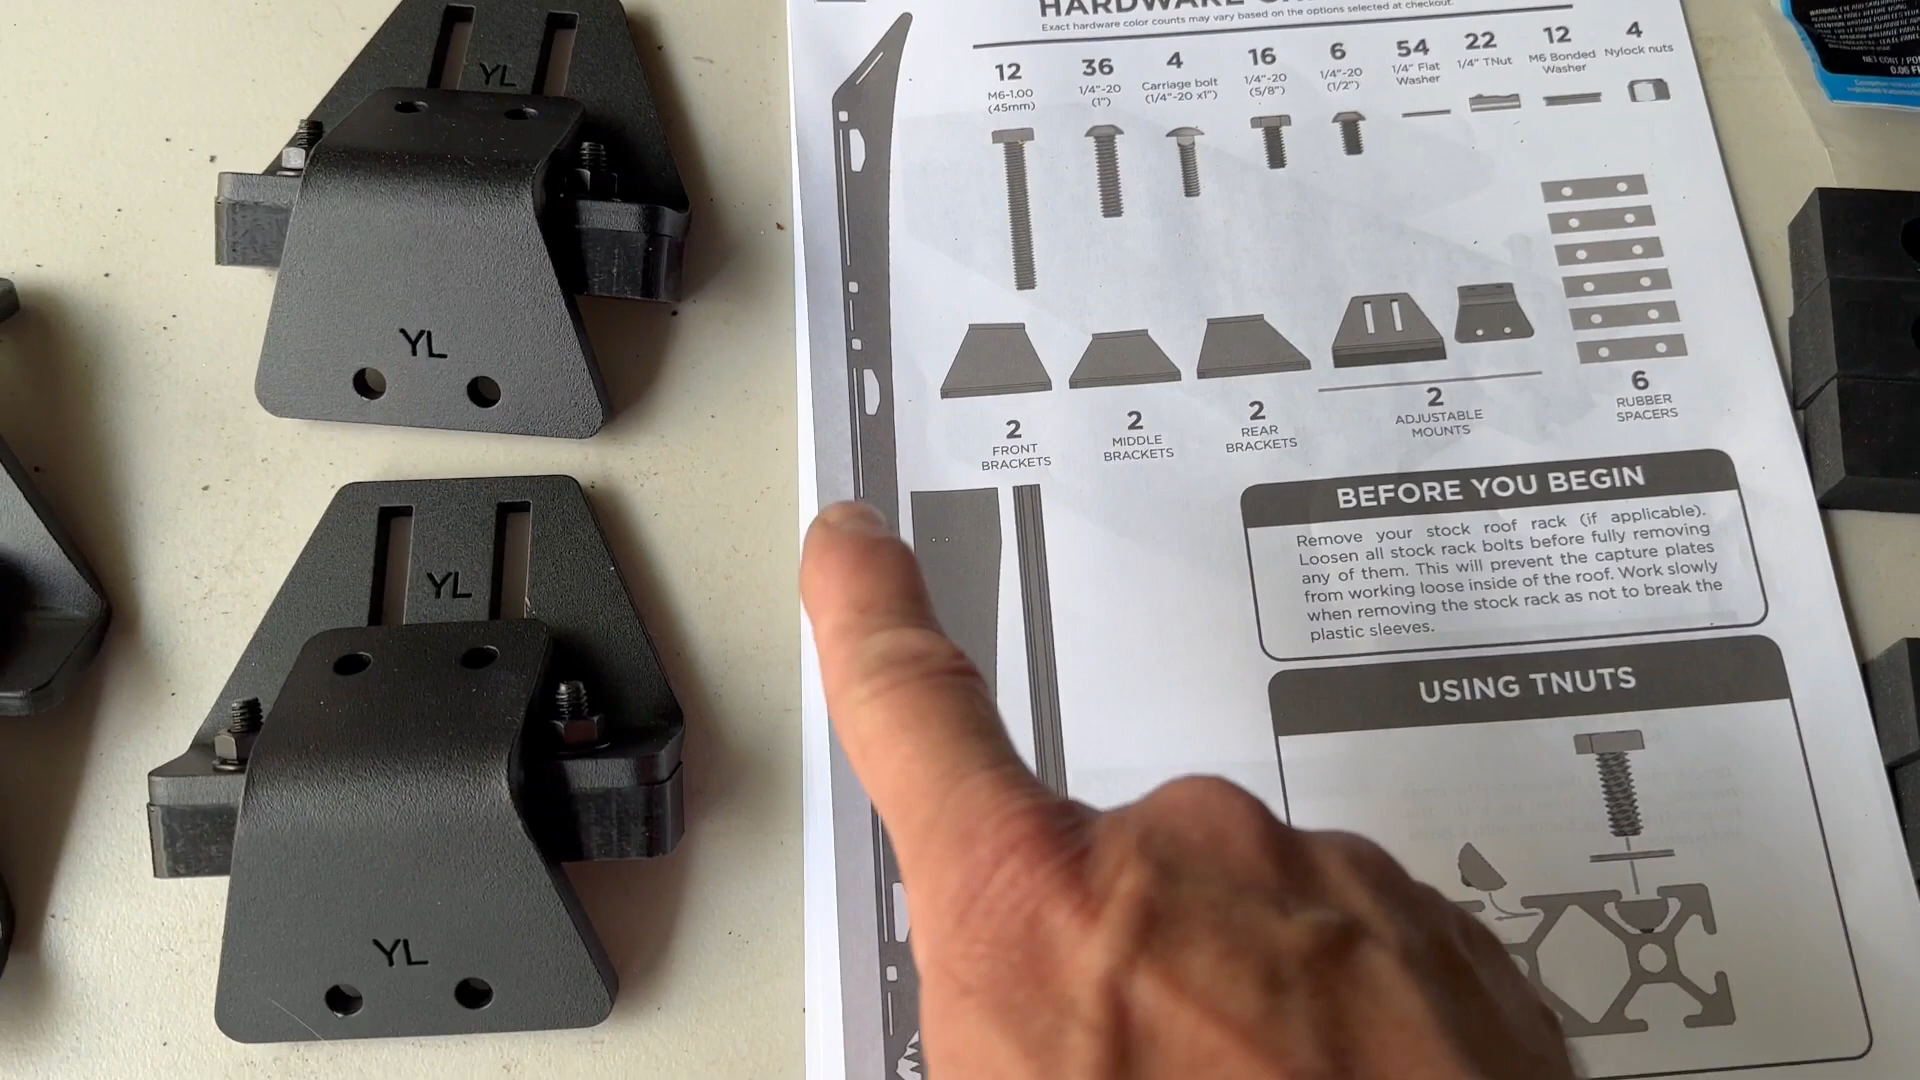 YL
YL
YL
YL
HARDWARE
Exact hardware color counts may vary based on the options selected at checkout.
12
M6-1.00
(45mm)
36
1/4"-20
(1")
4
Carriage bolt
(1/4"-20 x1")
16
1/4"-20
(5/8")
6
1/4"-20
(1/2")
54
1/4" Flat
Washer
22
1/4" TNut
12
M6 Bonded
Washer
4
Nylock nuts
2
FRONT
BRACKETS
2
MIDDLE
BRACKETS
2
REAR
BRACKETS
2
ADJUSTABLE
MOUNTS
6
RUBBER
SPACERS
BEFORE YOU BEGIN
Remove your stock roof rack (if applicable).
Loosen all stock rack bolts before fully removing
any of them. This will prevent the capture plates
from working loose inside of the roof. Work slowly
when removing the stock rack as not to break the
plastic sleeves.
USING TNUTS